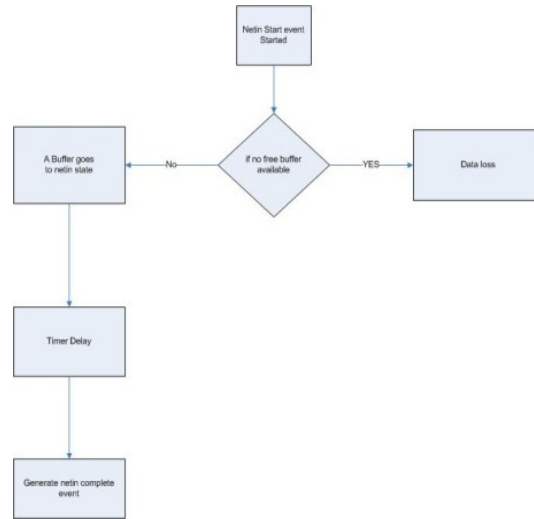 Netin Start event
Started
if no free buffer
available
No
YES
A Buffer goes
to netin state
Data loss
Timer Delay
Generate netin complete
event